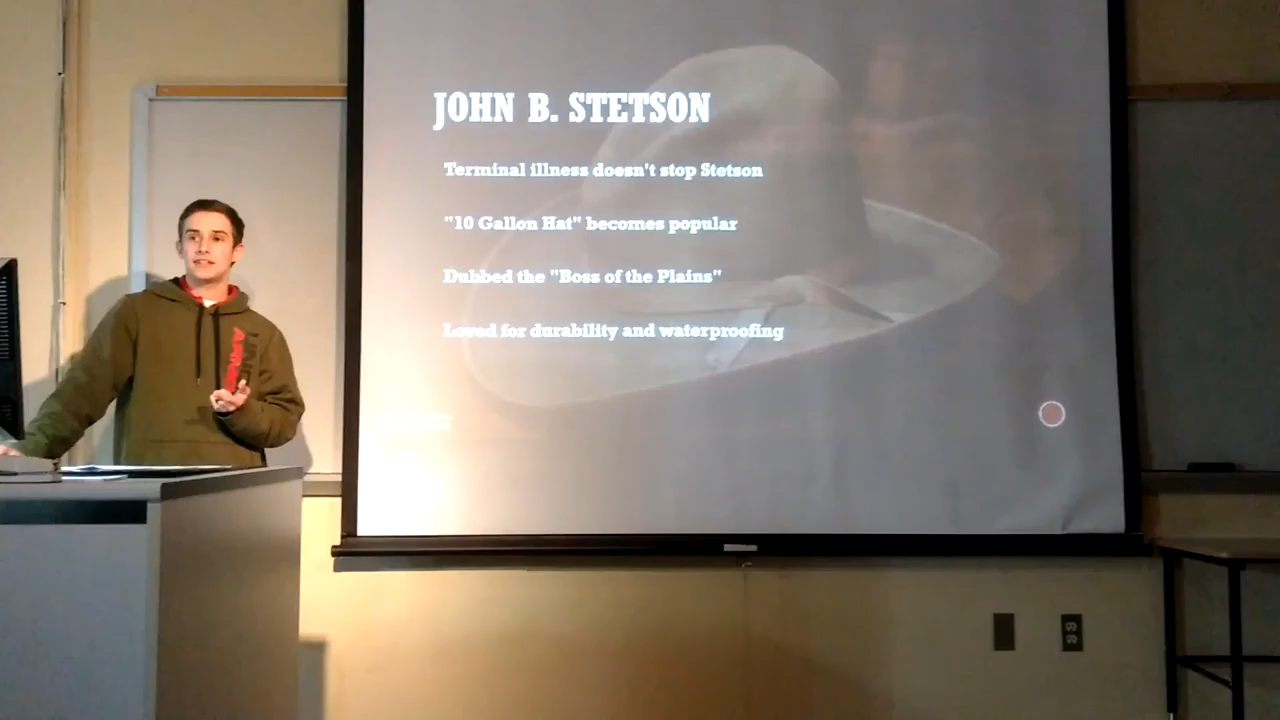 JOHN B. STETSON
Terminal illness doesn't stop Stetson
"10 Gallon Hat" becomes popular
Dubbed the "Boss of the Plains"
Loved for durability and waterproofing